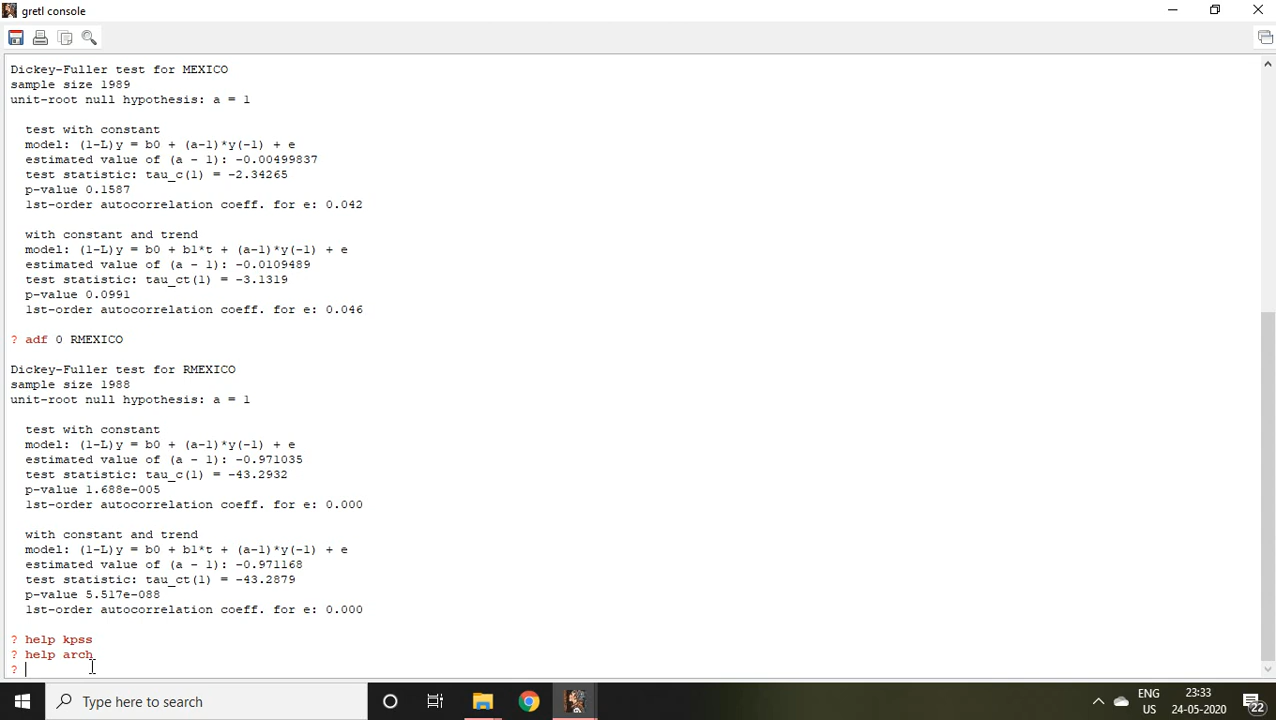 gretl console
Dickey-Fuller test for MEXICO
sample size 1989
unit-root null hypothesis: a = 1
test with constant
model: (1-L)y = b0 + (a-1)*y(-1) + e
estimated value of (a - 1): -0.00499837
test statistic: tau_c(1) = -2.34265
p-value 0.1587
1st-order autocorrelation coeff. for e: 0.042
with constant and trend
model: (1-L)y = b0 + b1*t + (a-1)*y(-1) + e
estimated value of (a - 1): -0.0109489
test statistic: tau_ct(1) = -3.1319
p-value 0.0991
1st-order autocorrelation coeff. for e: 0.046
? adf 0 RMEXICO
Dickey-Fuller test for RMEXICO
sample size 1988
unit-root null hypothesis: a = 1
test with constant
model: (1-L)y = b0 + (a-1)*y(-1) + e
estimated value of (a - 1): -0.971035
test statistic: tau_c(1) = -43.2932
p-value 1.688e-005
1st-order autocorrelation coeff. for e: 0.000
with constant and trend
model: (1-L)y = b0 + b1*t + (a-1)*y(-1) + e
estimated value of (a - 1): -0.971168
test statistic: tau_ct(1) = -43.2879
p-value 5.517e-088
1st-order autocorrelation coeff. for e: 0.000
? help kpss
? help arch
?
Type here to search
ENG
US
23:33
24-05-2020
22